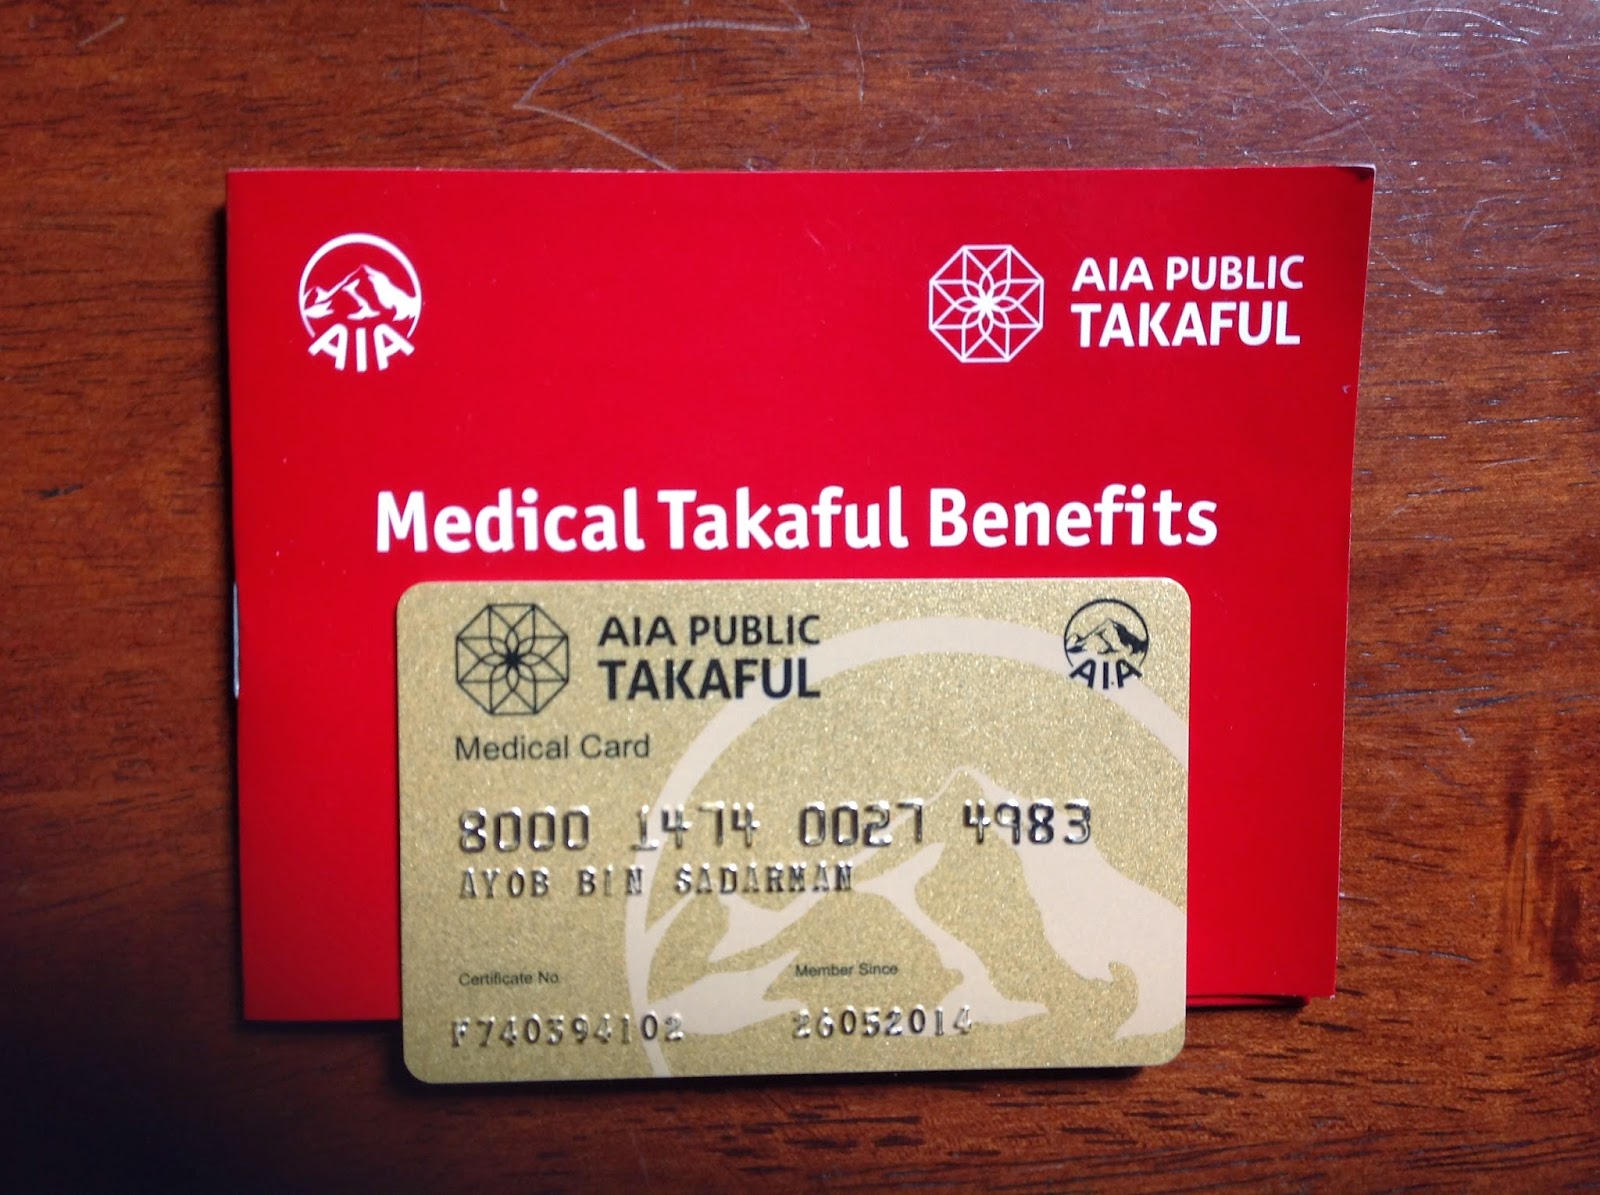 AIA
AIA PUBLIC
TAKAFUL
Medical Takaful Benefits
AIA PUBLIC
TAKAFUL
AIA
Medical Card
8000 1474 0027 4983
AYOB BIN SADARMAN
Certificate No.
Member Since
F740394102
26052014